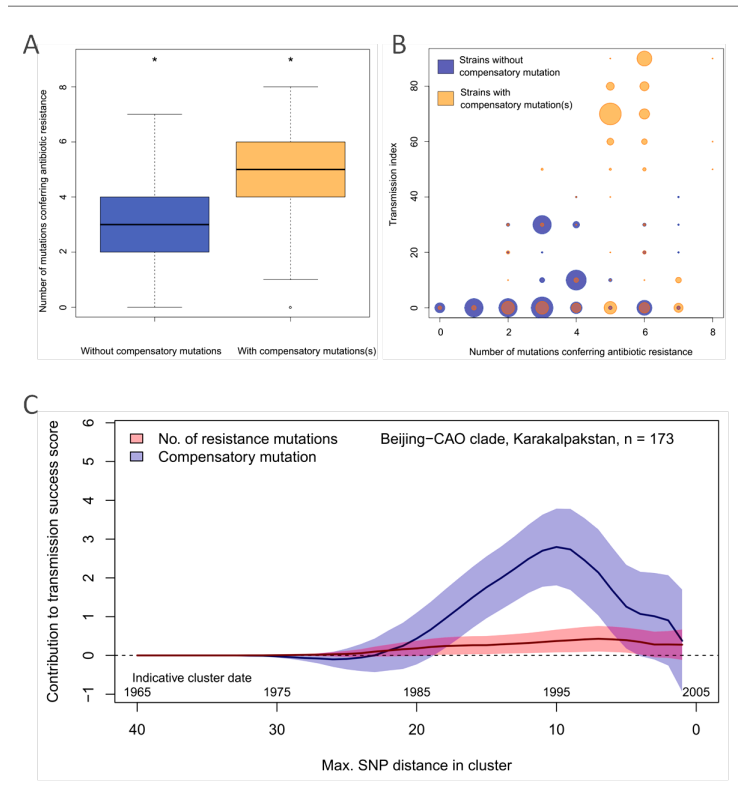 A
Number of mutations conferring antibiotic resistance
8
6
4
2
0
*
*
Without compensatory mutations
With compensatory mutations(s)
B
Strains without
compensatory mutation
Strains with
compensatory mutation(s)
Transmission index
80
60
40
20
0
0
2
4
6
8
Number of mutations conferring antibiotic resistance
C
No. of resistance mutations
Compensatory mutation
Beijing−CAO clade, Karakalpakstan, n = 173
Contribution to transmission success score
6
5
4
3
2
1
0
−1
Indicative cluster date
1965
1975
1985
1995
2005
40
30
20
10
0
Max. SNP distance in cluster